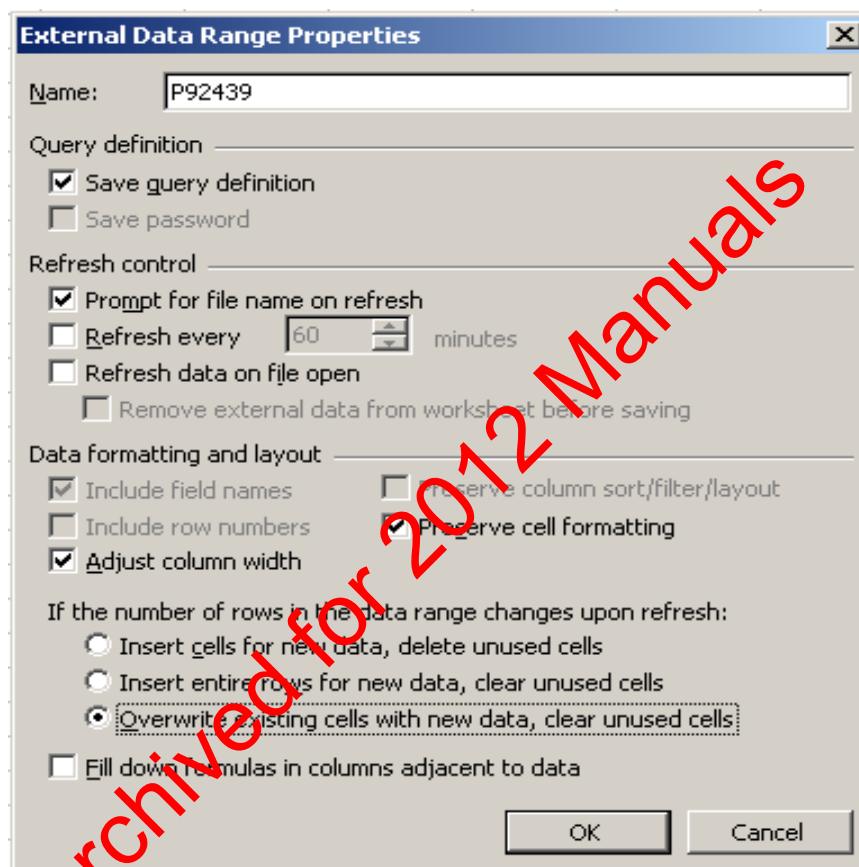 External Data Range Properties
Name: P92439
Query definition
Save query definition
Save password
Refresh control
Prompt for file name on refresh
Refresh every 60 minutes
Refresh data on file open
Remove external data from worksheet before saving
Data formatting and layout
Include field names Preserve column sort/filter/layout
Include row numbers Preserve cell formatting
Adjust column width
If the number of rows in the data range changes upon refresh:
Insert cells for new data, delete unused cells
Insert entire rows for new data, clear unused cells
Overwrite existing cells with new data, clear unused cells
Fill down formulas in columns adjacent to data
OK Cancel
rchived for 2012 Manuals